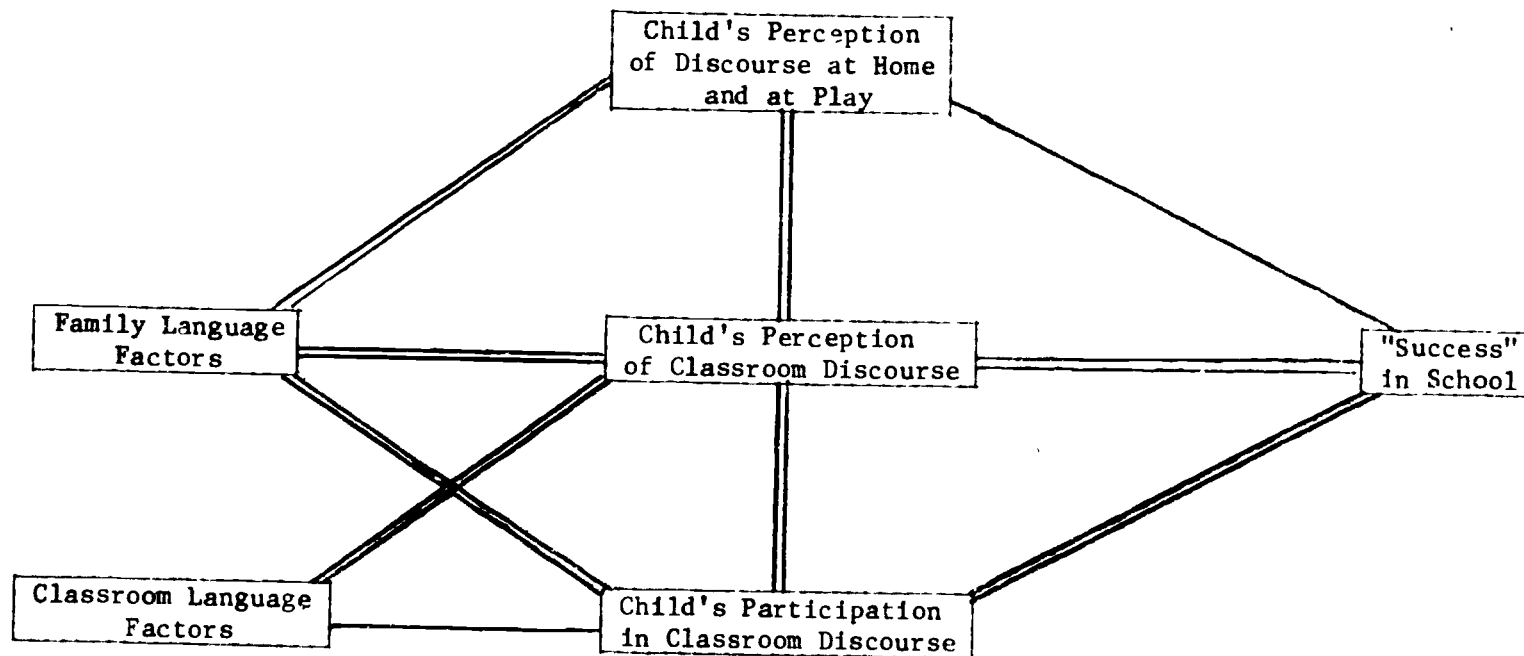 Child's Perception
of Discourse at Home
and at Play
Family Language
Factors
Child's Perception
of Classroom Discourse
"Success"
in School
Classroom Language
Factors
Child's Participation
in Classroom Discourse